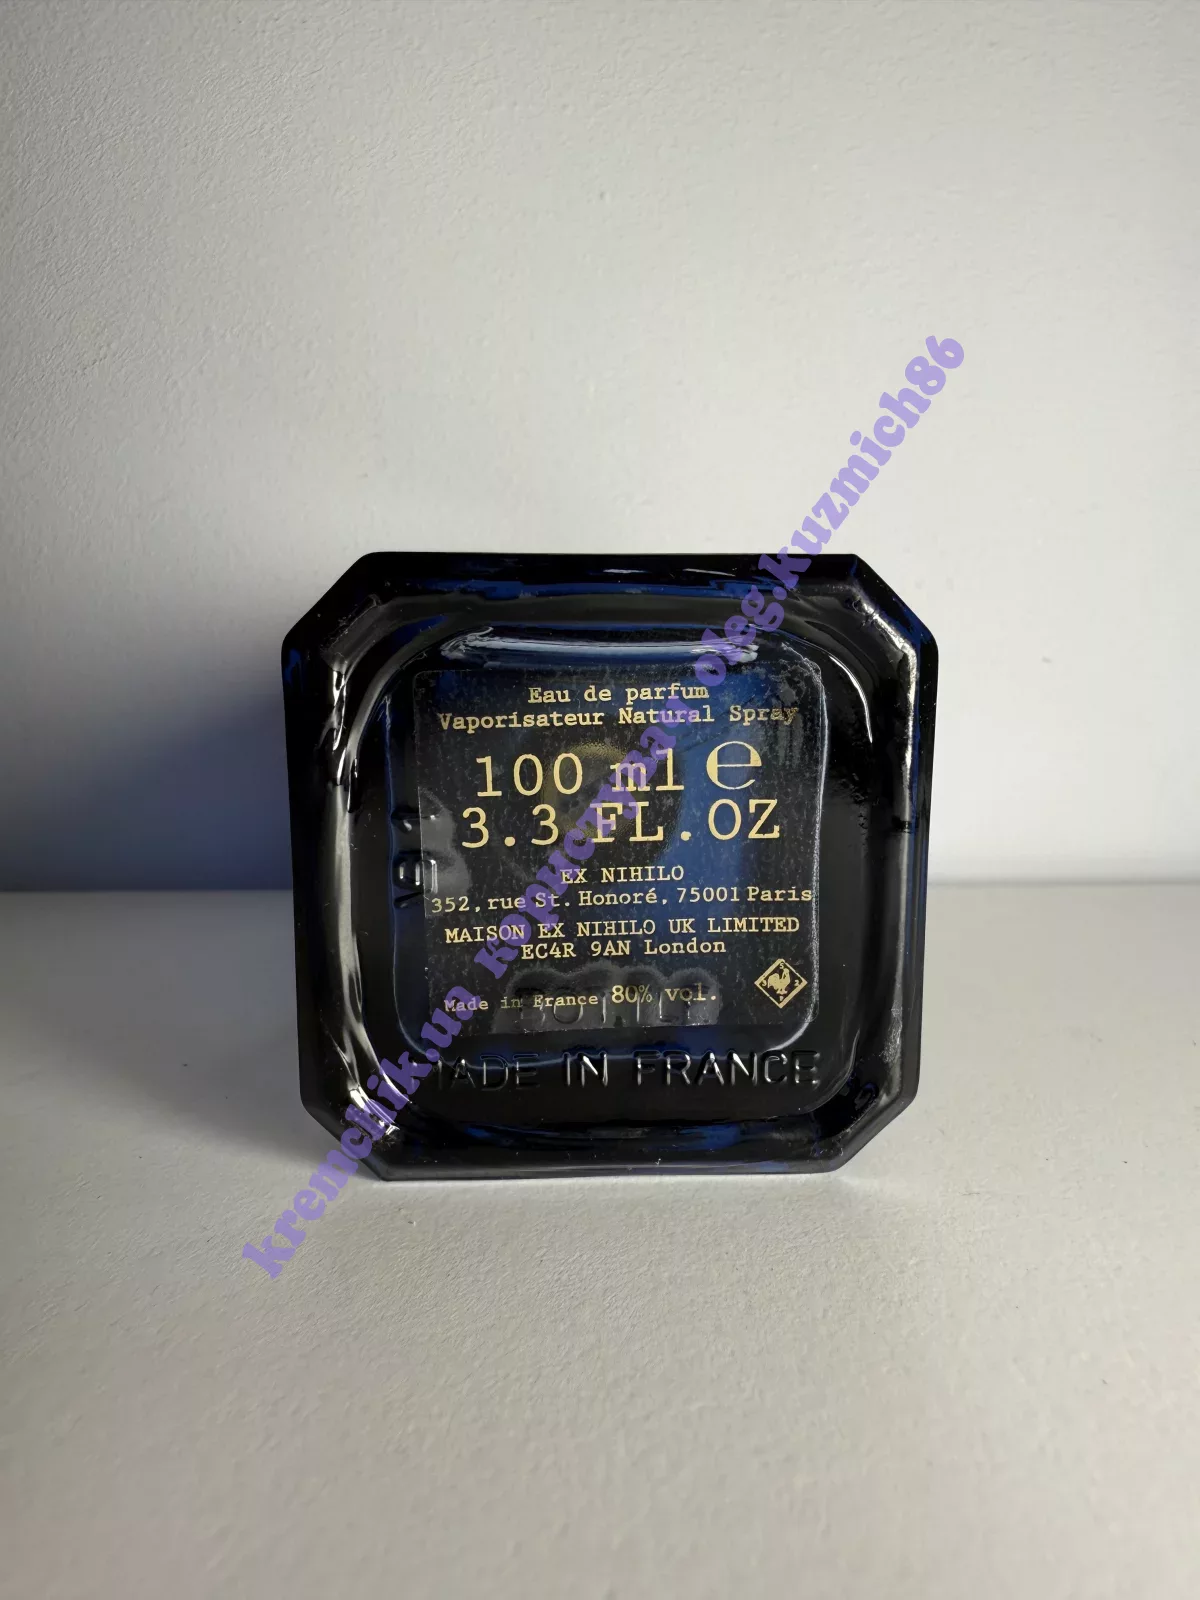 Eau de parfum
Vaporisateur Natural Spray
100 ml ℮
3.3 FL.OZ
EX NIHILO
352, rue St. Honoré, 75001 Paris
MAISON EX NIHILO UK LIMITED
EC4R 9AN London
Made in France 80% vol.
BOTTLE
MADE IN FRANCE
kremchik.ua користувач oleg.kuzmich86